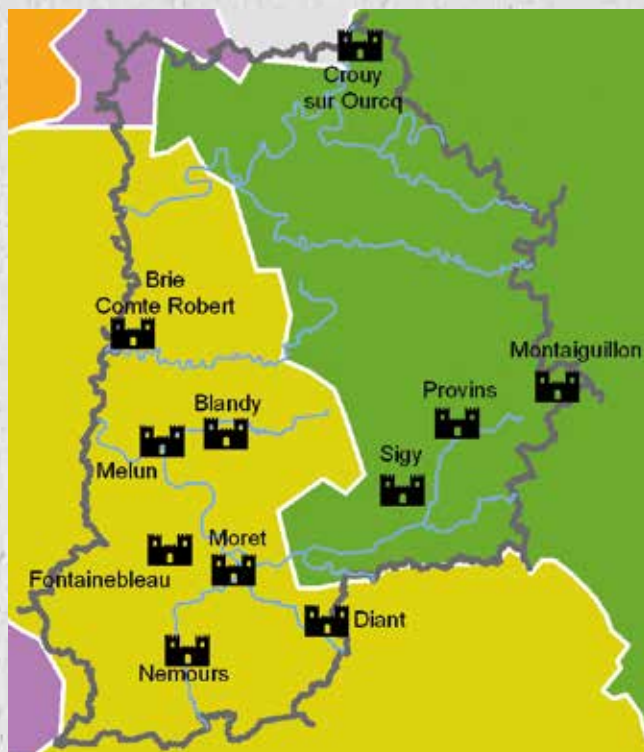 Crouy
sur Ourcq
Brie
Comte Robert
Montaiguillon
Provins
Blandy
Sigy
Melun
Moret
Fontainebleau
Diant
Nemours